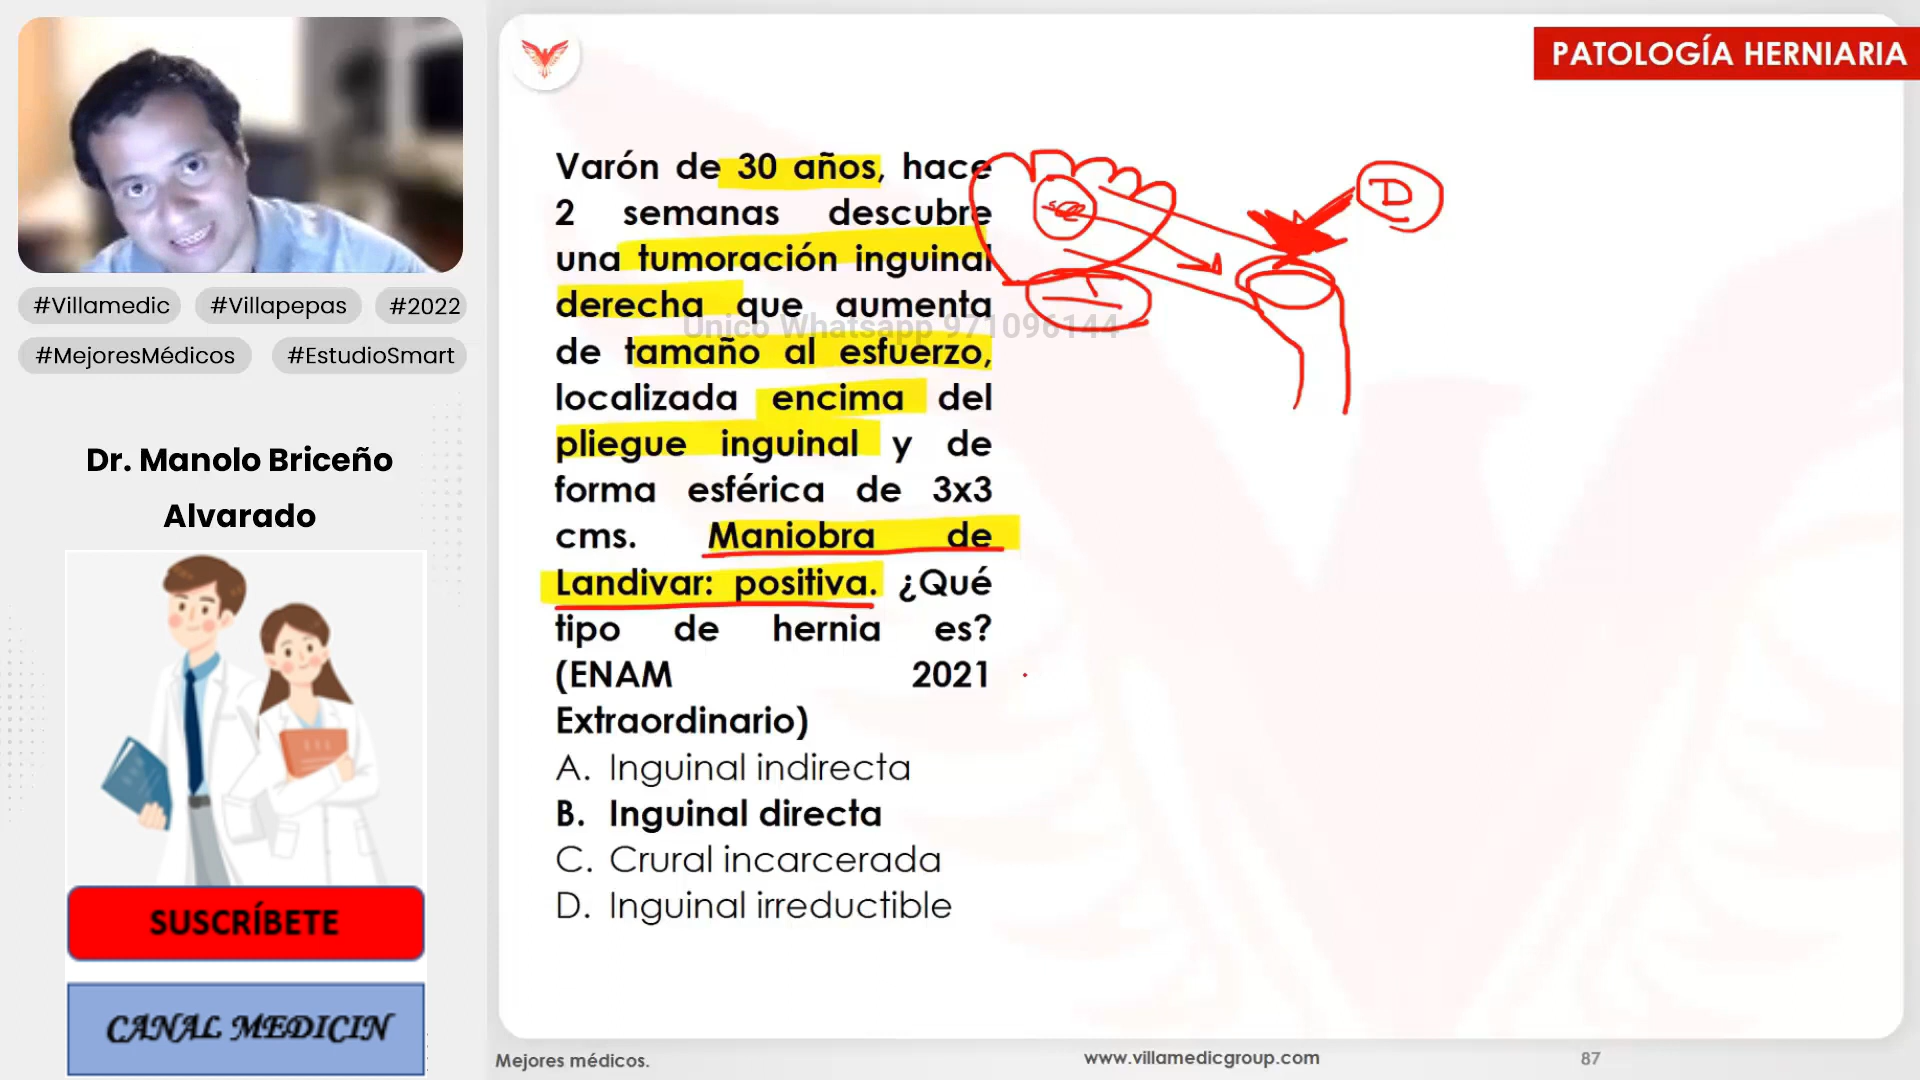 PATOLOGÍA HERNIARIA
Varón de 30 años, hace
2 semanas descubre
una tumoración inguinal
derecha que aumenta
Unico Whatsapp 971096144
de tamaño al esfuerzo,
localizada encima del
pliegue inguinal y de
forma esférica de 3x3
cms. Maniobra de
Landivar: positiva. ¿Qué
tipo de hernia es?
(ENAM 2021
Extraordinario)
A. Inguinal indirecta
B. Inguinal directa
C. Crural incarcerada
D. Inguinal irreductible
D
#Villamedic #Villapepas #2022
#MejoresMédicos #EstudioSmart
Dr. Manolo Briceño
Alvarado
SUSCRÍBETE
CANAL MEDICIN
Mejores médicos.
www.villamedicgroup.com
87